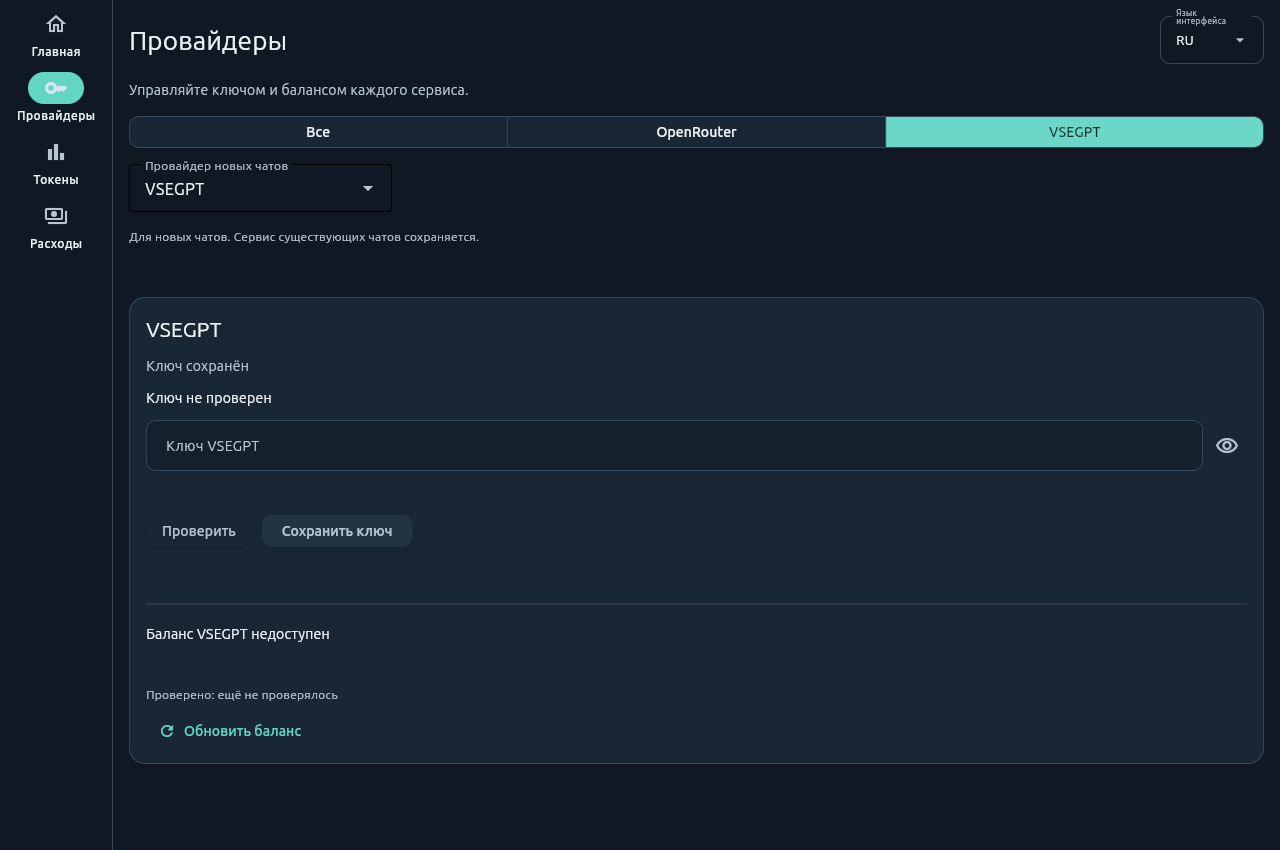 Главная
Провайдеры
Токены
Расходы
Провайдеры
Язык
интерфейса
RU
Управляйте ключом и балансом каждого сервиса.
Все
OpenRouter
VSEGPT
Провайдер новых чатов
VSEGPT
Для новых чатов. Сервис существующих чатов сохраняется.
VSEGPT
Ключ сохранён
Ключ не проверен
Ключ VSEGPT
Проверить
Сохранить ключ
Баланс VSEGPT недоступен
Проверено: ещё не проверялось
Обновить баланс